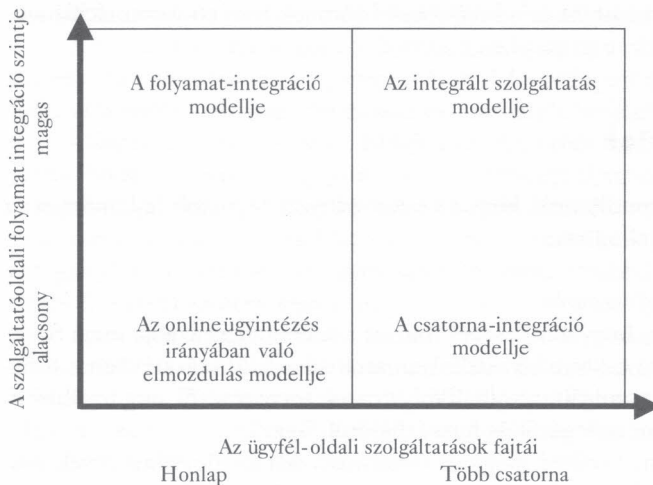 A szolgáltatóoldali folyamat integráció szintje
magas
alacsony
A folyamat-integráció
modellje
Az integrált szolgáltatás
modellje
Az online ügyintézés
irányában való
elmozdulás modellje
A csatorna-integráció
modellje
Az ügyfél-oldali szolgáltatások fajtái
Honlap
Több csatorna